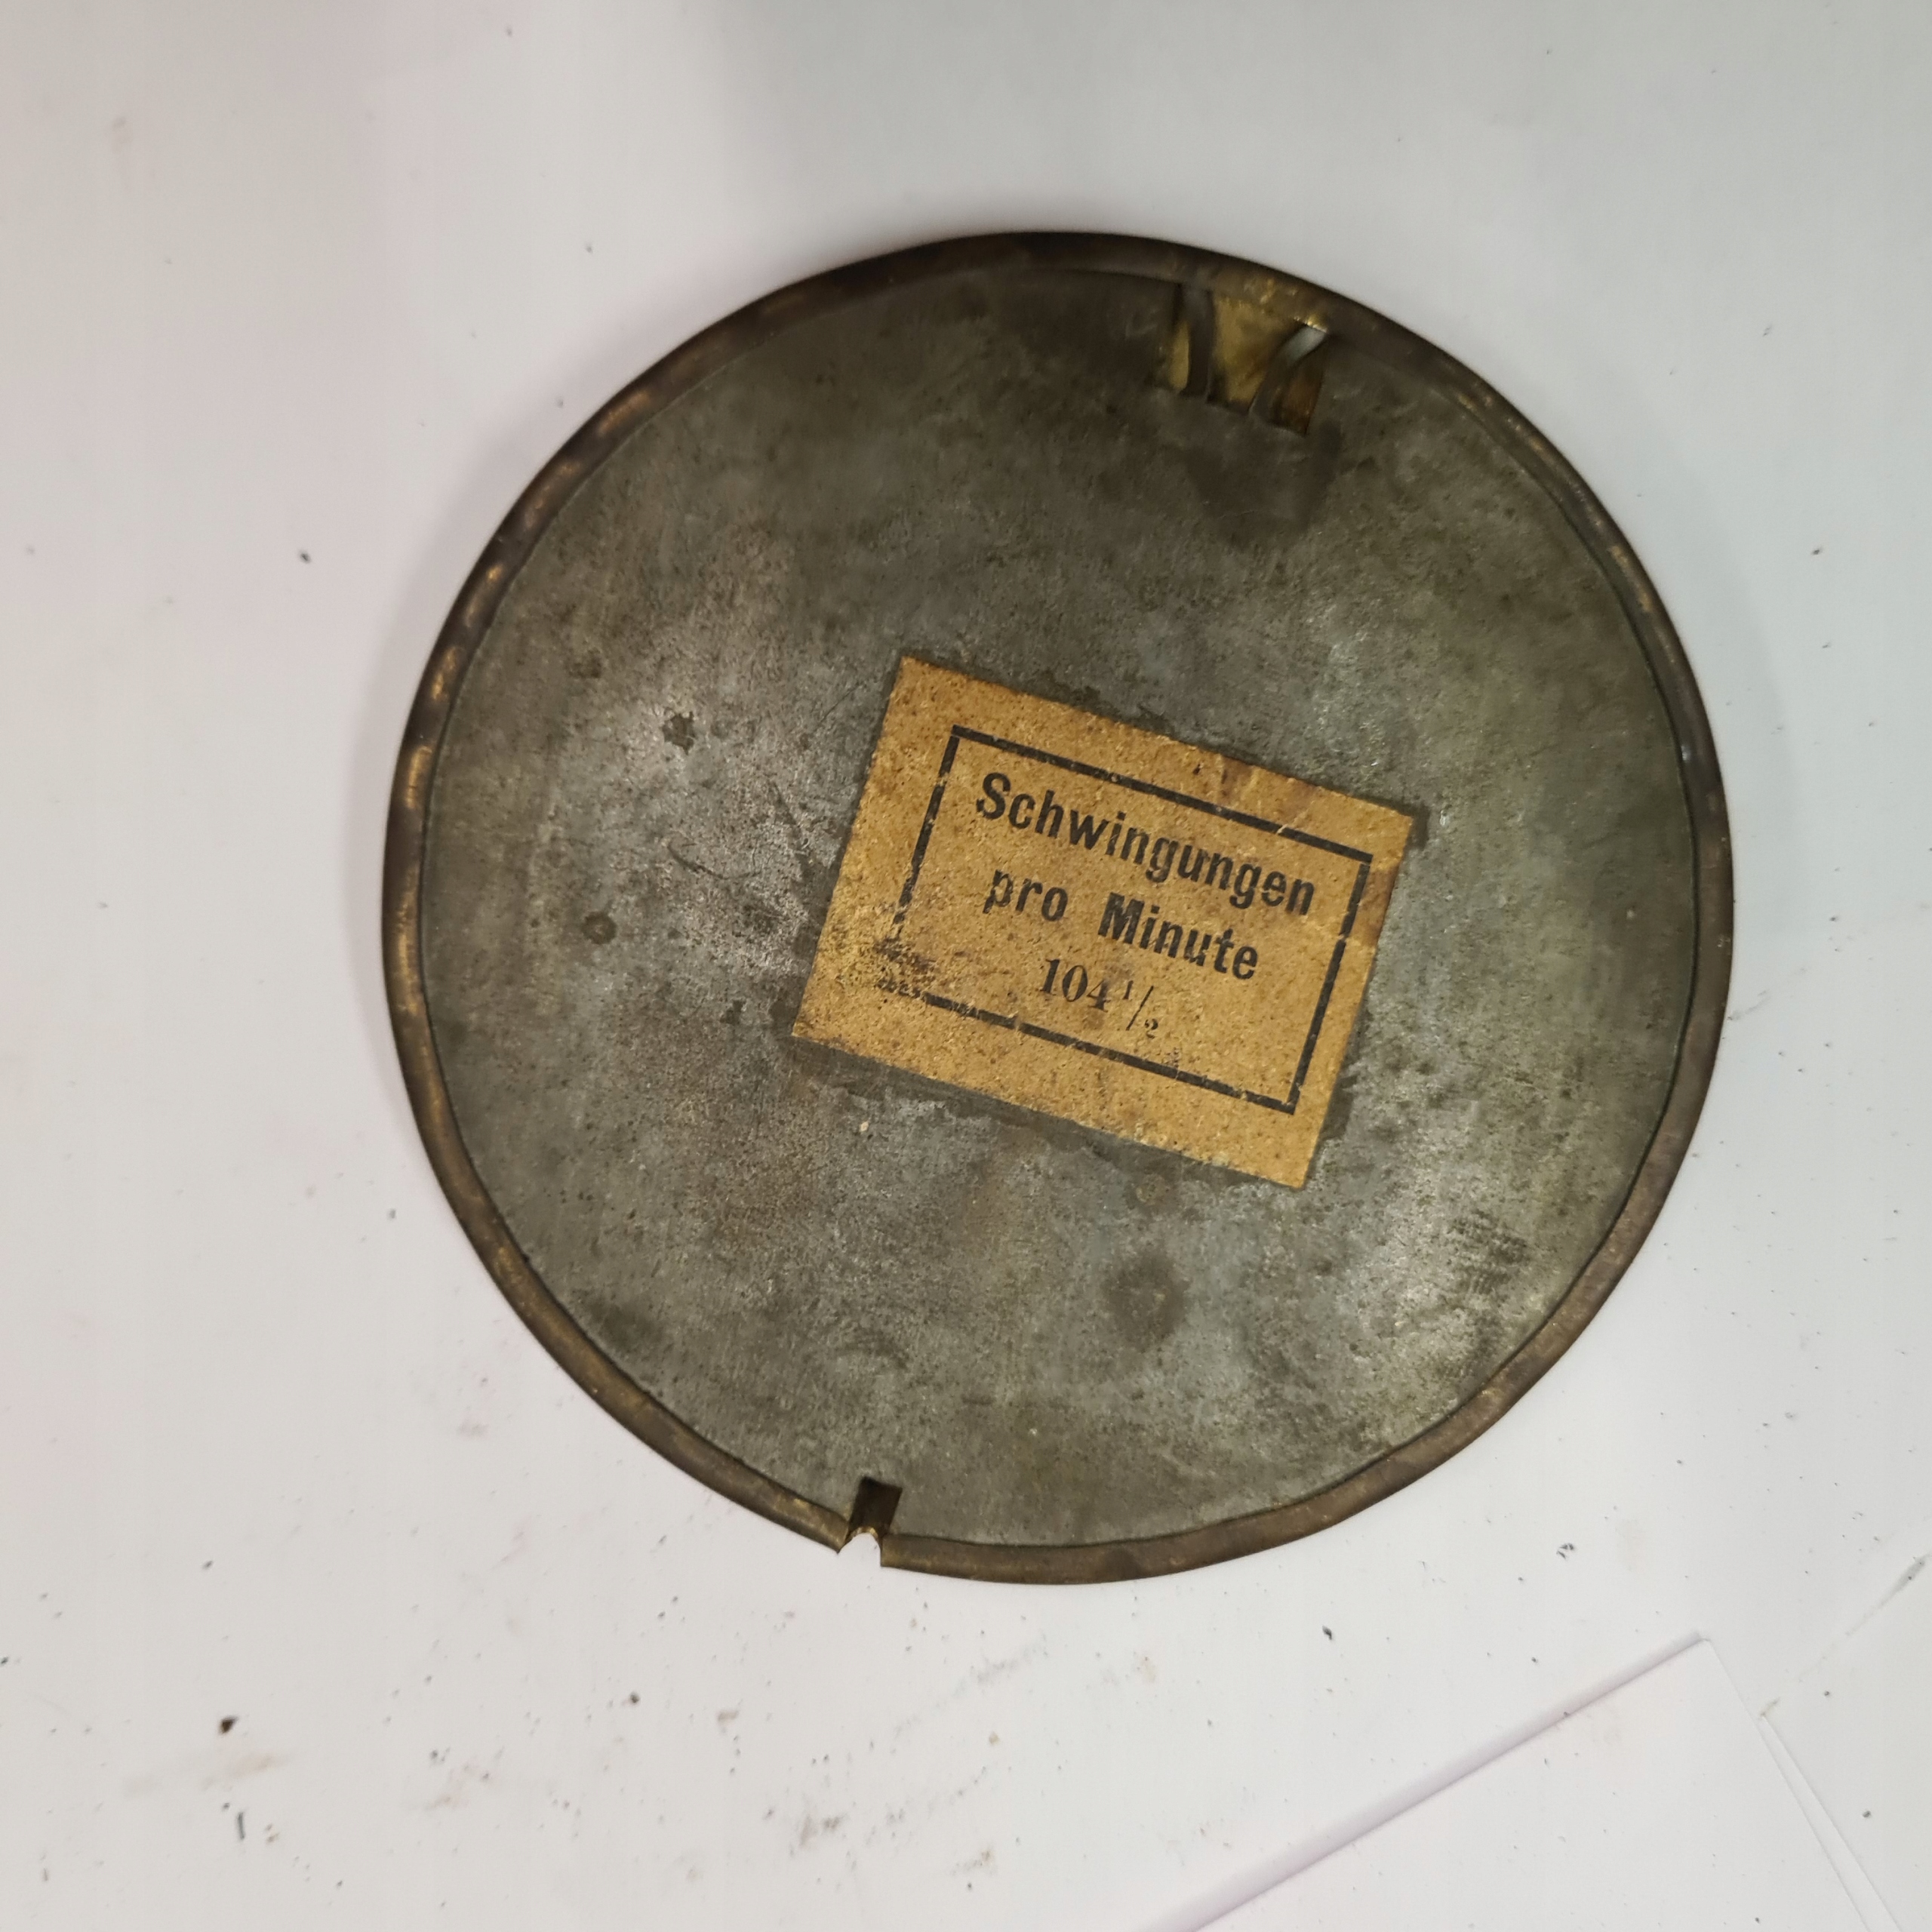 Schwingungen
pro Minute
104 1/2